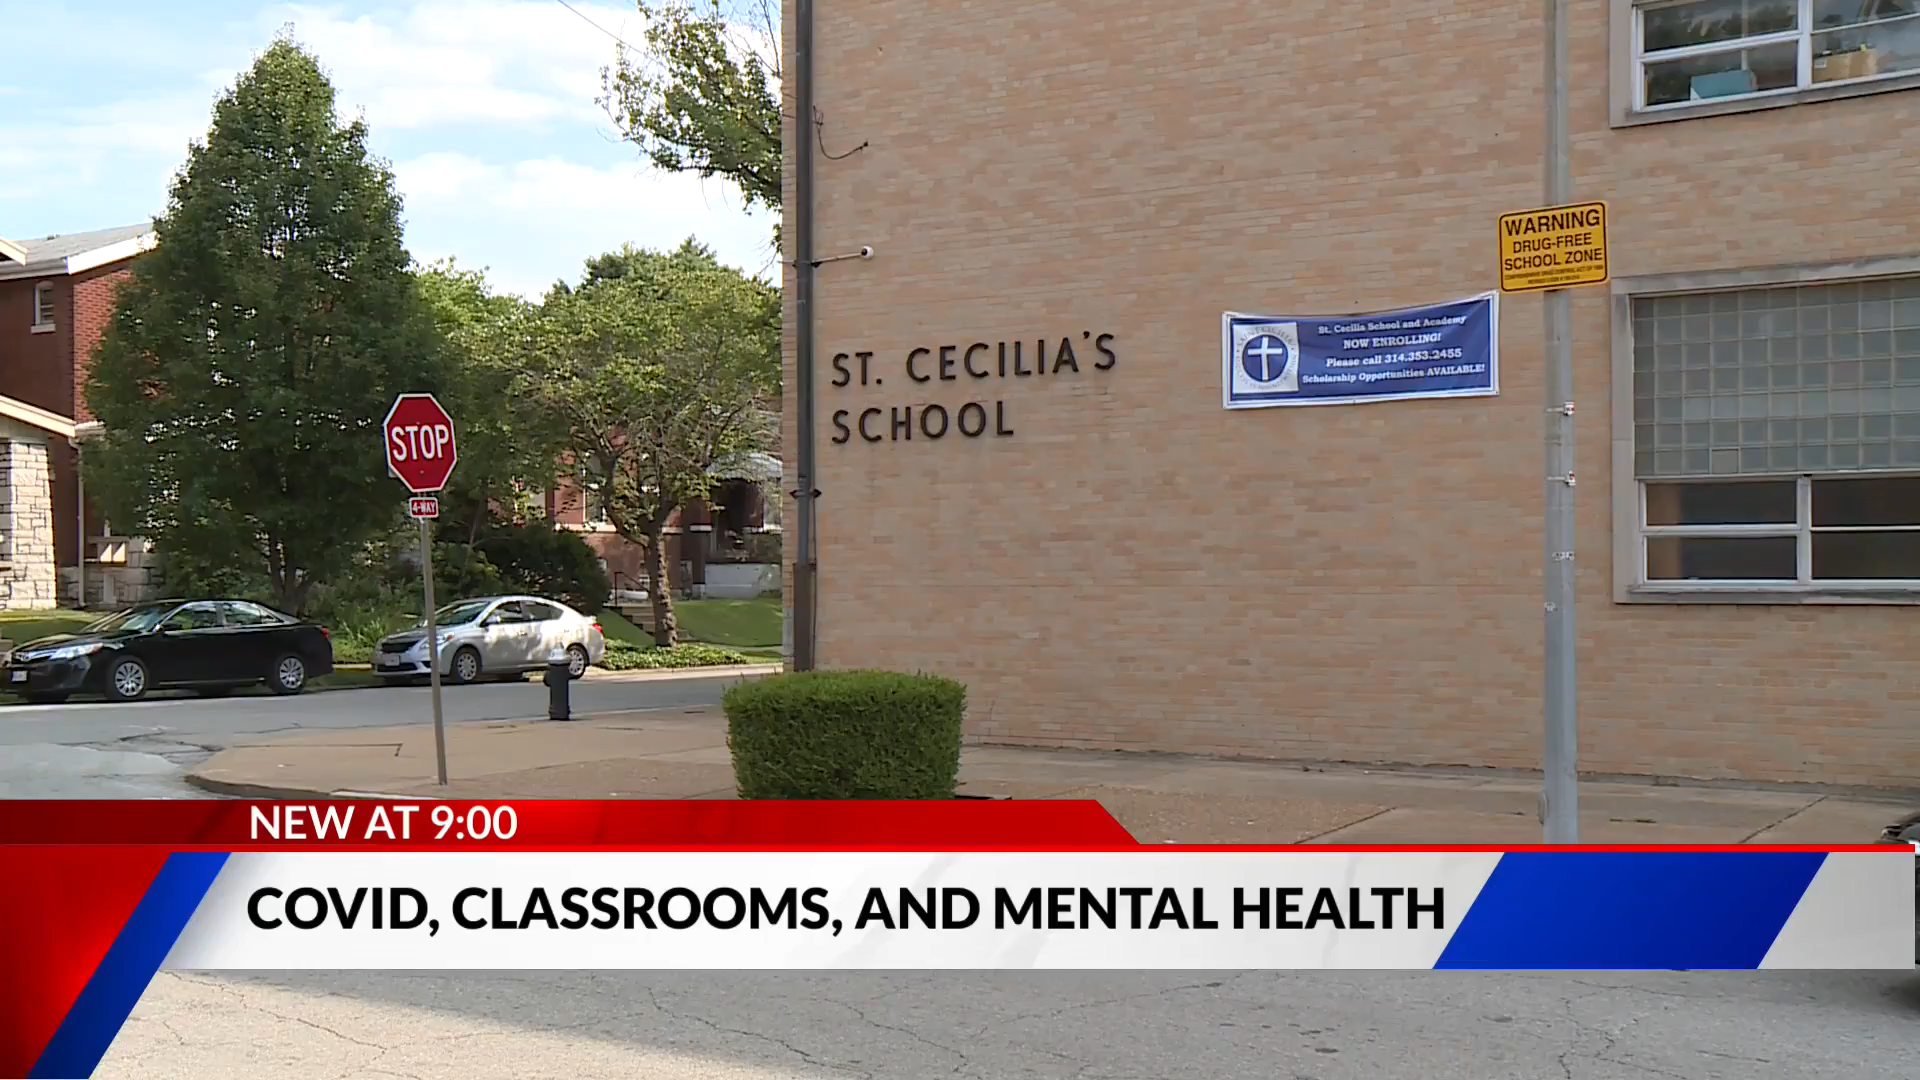 WARNING
DRUG-FREE
SCHOOL ZONE
St. Cecilia School and Academy
NOW ENROLLING!
Please call 314.353.2455
Scholarship Opportunities AVAILABLE!
ST. CECILIA'S
SCHOOL
STOP
4-WAY
NEW AT 9:00
COVID, CLASSROOMS, AND MENTAL HEALTH